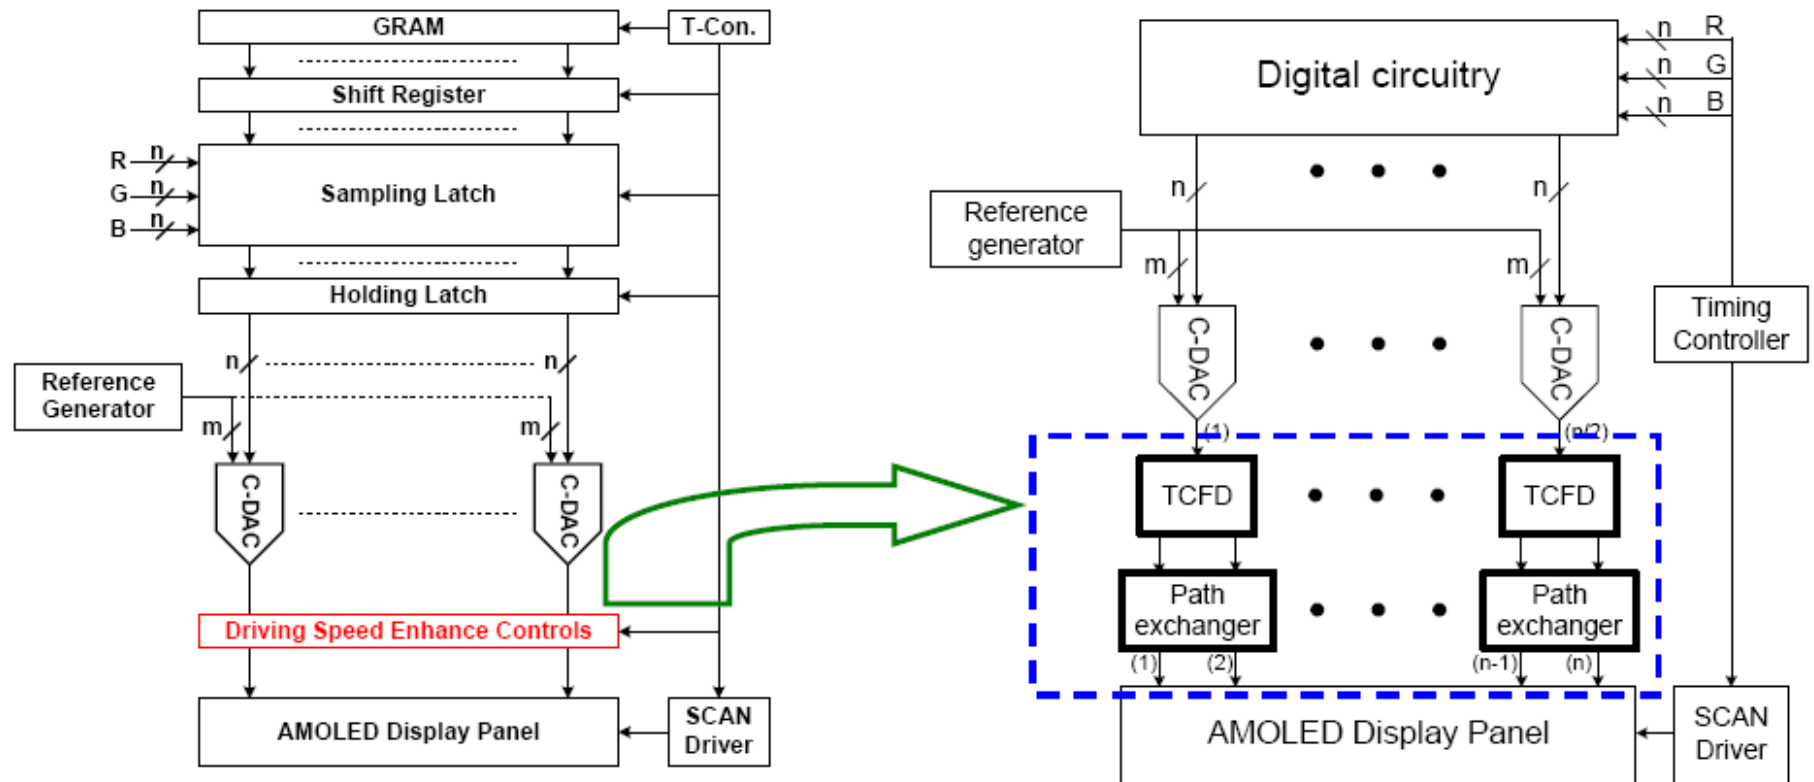 GRAM
T-Con.
Shift Register
R n
G n
B n
Sampling Latch
Holding Latch
n
n
Reference
Generator
m
m
C-DAC
C-DAC
Driving Speed Enhance Controls
AMOLED Display Panel
SCAN
Driver
Digital circuitry
n R
n G
n B
n
n
Reference
generator
m
m
C-DAC
C-DAC
Timing
Controller
(1)
(n/2)
TCFD
TCFD
Path
exchanger
Path
exchanger
(1)
(2)
(n-1)
(n)
AMOLED Display Panel
SCAN
Driver